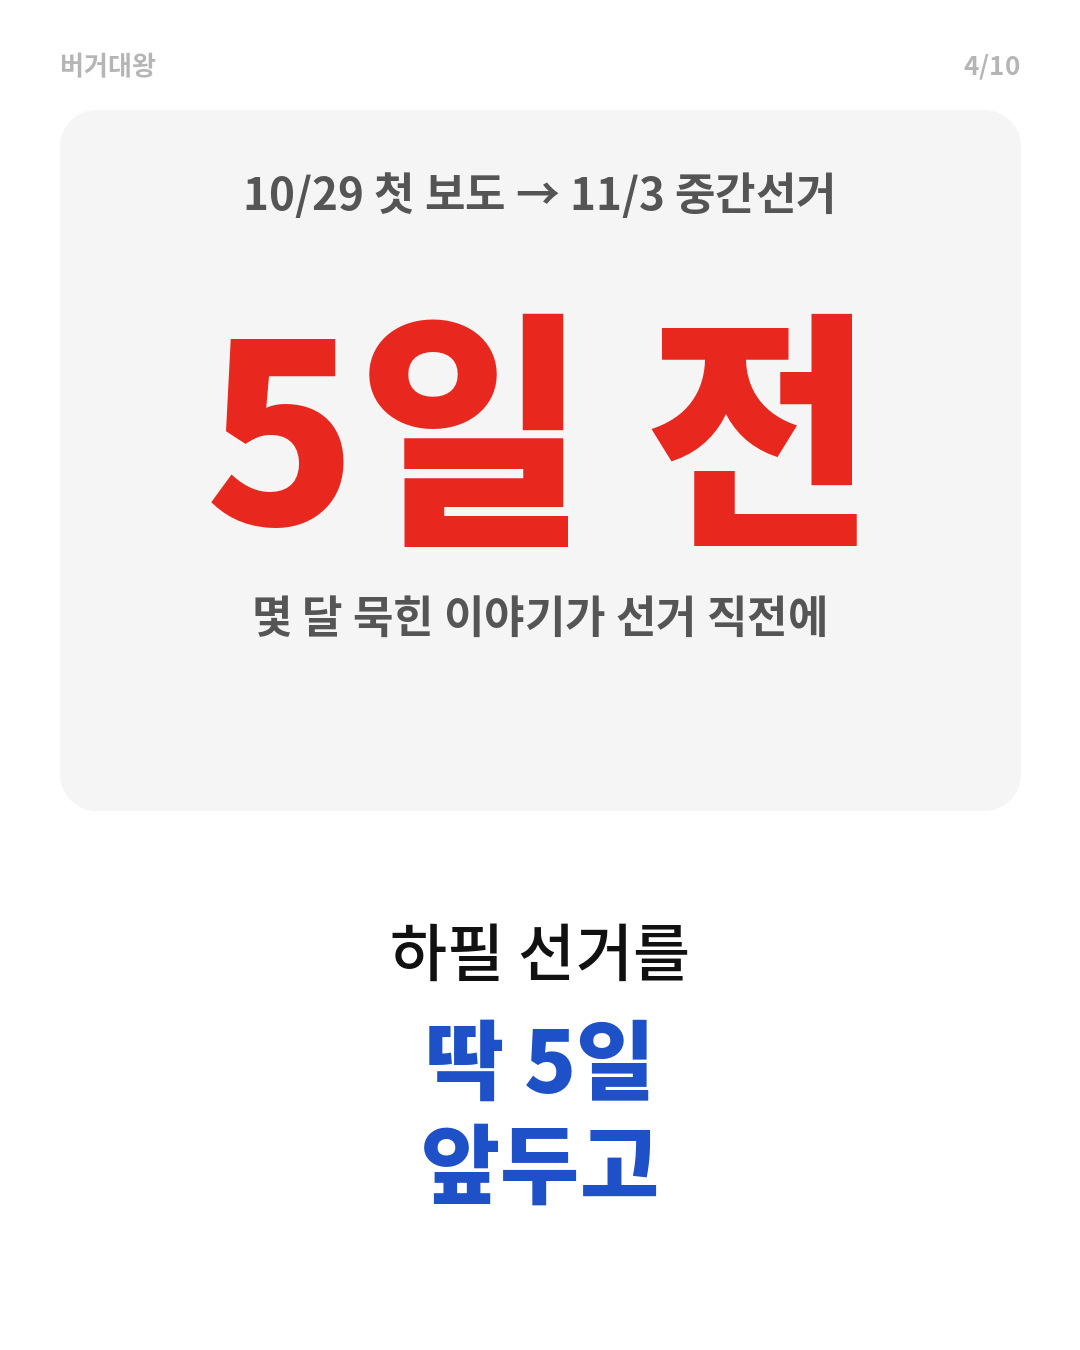 버거대왕
4/10
10/29 첫 보도 → 11/3 중간선거
5일 전
몇 달 묵힌 이야기가 선거 직전에
하필 선거를
딱 5일
앞두고